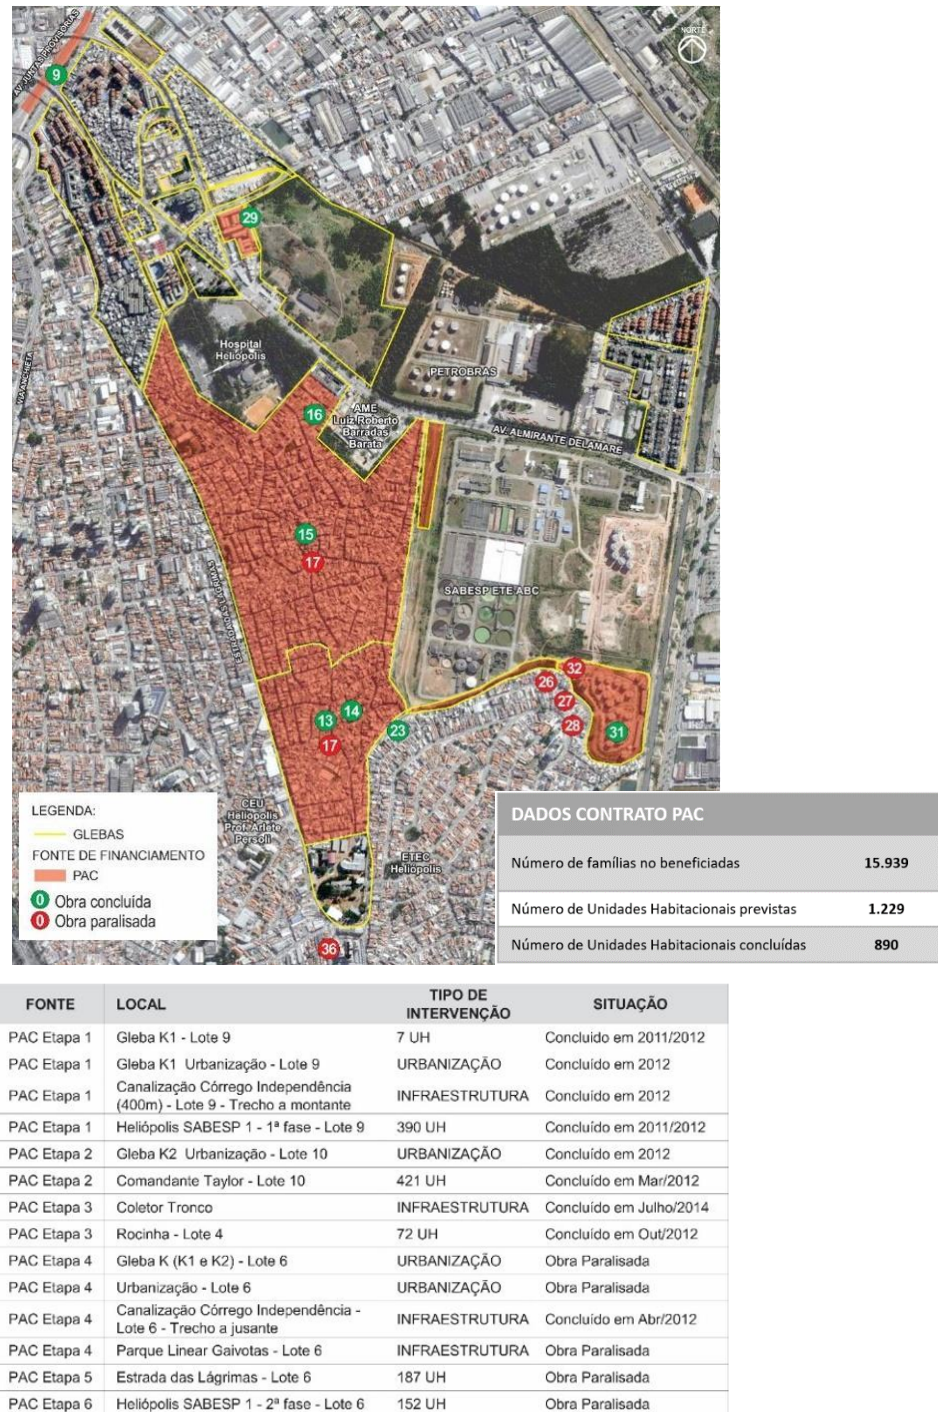 NORTE
AV. JUNTAS PROVISÓRIAS
9
29
VIA ANCHIETA
Hospital
Heliópolis
PETROBRAS
16
AME
Luiz Roberto
Barradas
Barata
AV. ALMIRANTE DELAMARE
15
17
ESTRADA DAS LÁGRIMAS
SABESP ETE ABC
32
26
27
28
31
13
14
17
23
CEU
Heliópolis
Prof. Arlete
Persoli
ETEC
Heliópolis
36
LEGENDA:
GLEBAS
FONTE DE FINANCIAMENTO
PAC
0 Obra concluída
0 Obra paralisada
DADOS CONTRATO PAC
Número de famílias no beneficiadas 15.939
Número de Unidades Habitacionais previstas 1.229
Número de Unidades Habitacionais concluídas 890
FONTE LOCAL TIPO DE INTERVENÇÃO SITUAÇÃO
PAC Etapa 1 Gleba K1 - Lote 9 7 UH Concluido em 2011/2012
PAC Etapa 1 Gleba K1 Urbanização - Lote 9 URBANIZAÇÃO Concluído em 2012
PAC Etapa 1 Canalização Córrego Independência (400m) - Lote 9 - Trecho a montante INFRAESTRUTURA Concluído em 2012
PAC Etapa 1 Heliópolis SABESP 1 - 1ª fase - Lote 9 390 UH Concluído em 2011/2012
PAC Etapa 2 Gleba K2 Urbanização - Lote 10 URBANIZAÇÃO Concluído em 2012
PAC Etapa 2 Comandante Taylor - Lote 10 421 UH Concluído em Mar/2012
PAC Etapa 3 Coletor Tronco INFRAESTRUTURA Concluído em Julho/2014
PAC Etapa 3 Rocinha - Lote 4 72 UH Concluído em Out/2012
PAC Etapa 4 Gleba K (K1 e K2) - Lote 6 URBANIZAÇÃO Obra Paralisada
PAC Etapa 4 Urbanização - Lote 6 URBANIZAÇÃO Obra Paralisada
PAC Etapa 4 Canalização Córrego Independência - Lote 6 - Trecho a jusante INFRAESTRUTURA Concluído em Abr/2012
PAC Etapa 4 Parque Linear Gaivotas - Lote 6 INFRAESTRUTURA Obra Paralisada
PAC Etapa 5 Estrada das Lágrimas - Lote 6 187 UH Obra Paralisada
PAC Etapa 6 Heliópolis SABESP 1 - 2ª fase - Lote 6 152 UH Obra Paralisada